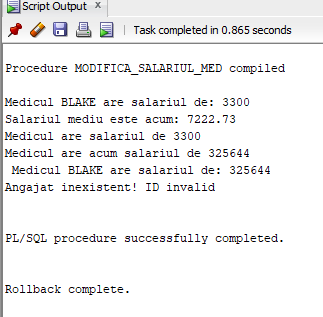 Script Output x
Task completed in 0.865 seconds
Procedure MODIFICA_SALARIUL_MED compiled
Medicul BLAKE are salariul de: 3300
Salariul mediu este acum: 7222.73
Medicul are salariul de 3300
Medicul are acum salariul de 325644
Medicul BLAKE are salariul de: 325644
Angajat inexistent! ID invalid
PL/SQL procedure successfully completed.
Rollback complete.